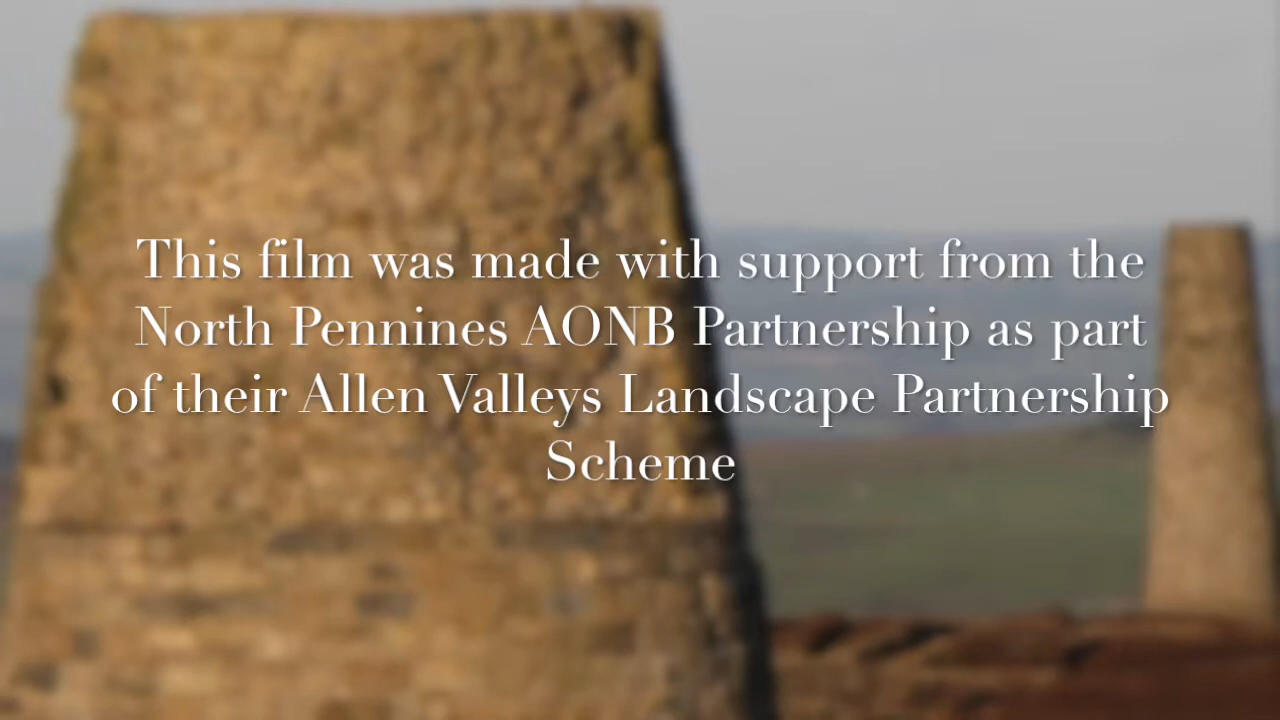 This film was made with support from the
North Pennines AONB Partnership as part
of their Allen Valleys Landscape Partnership
Scheme